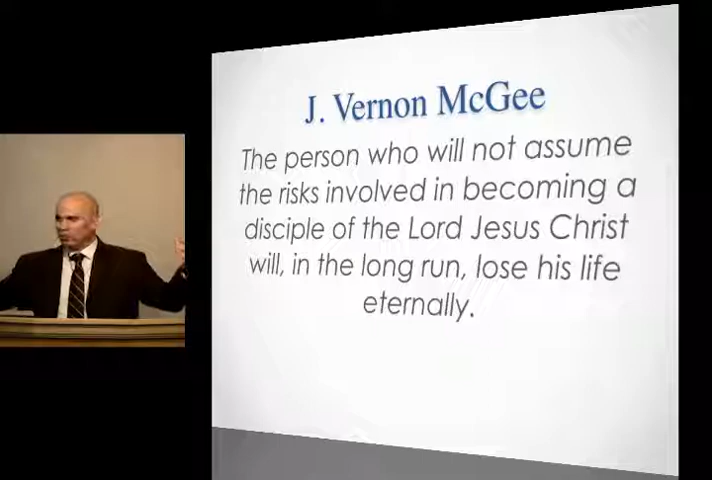 J. Vernon McGee
The person who will not assume
the risks involved in becoming a
disciple of the Lord Jesus Christ
will, in the long run, lose his life
eternally.